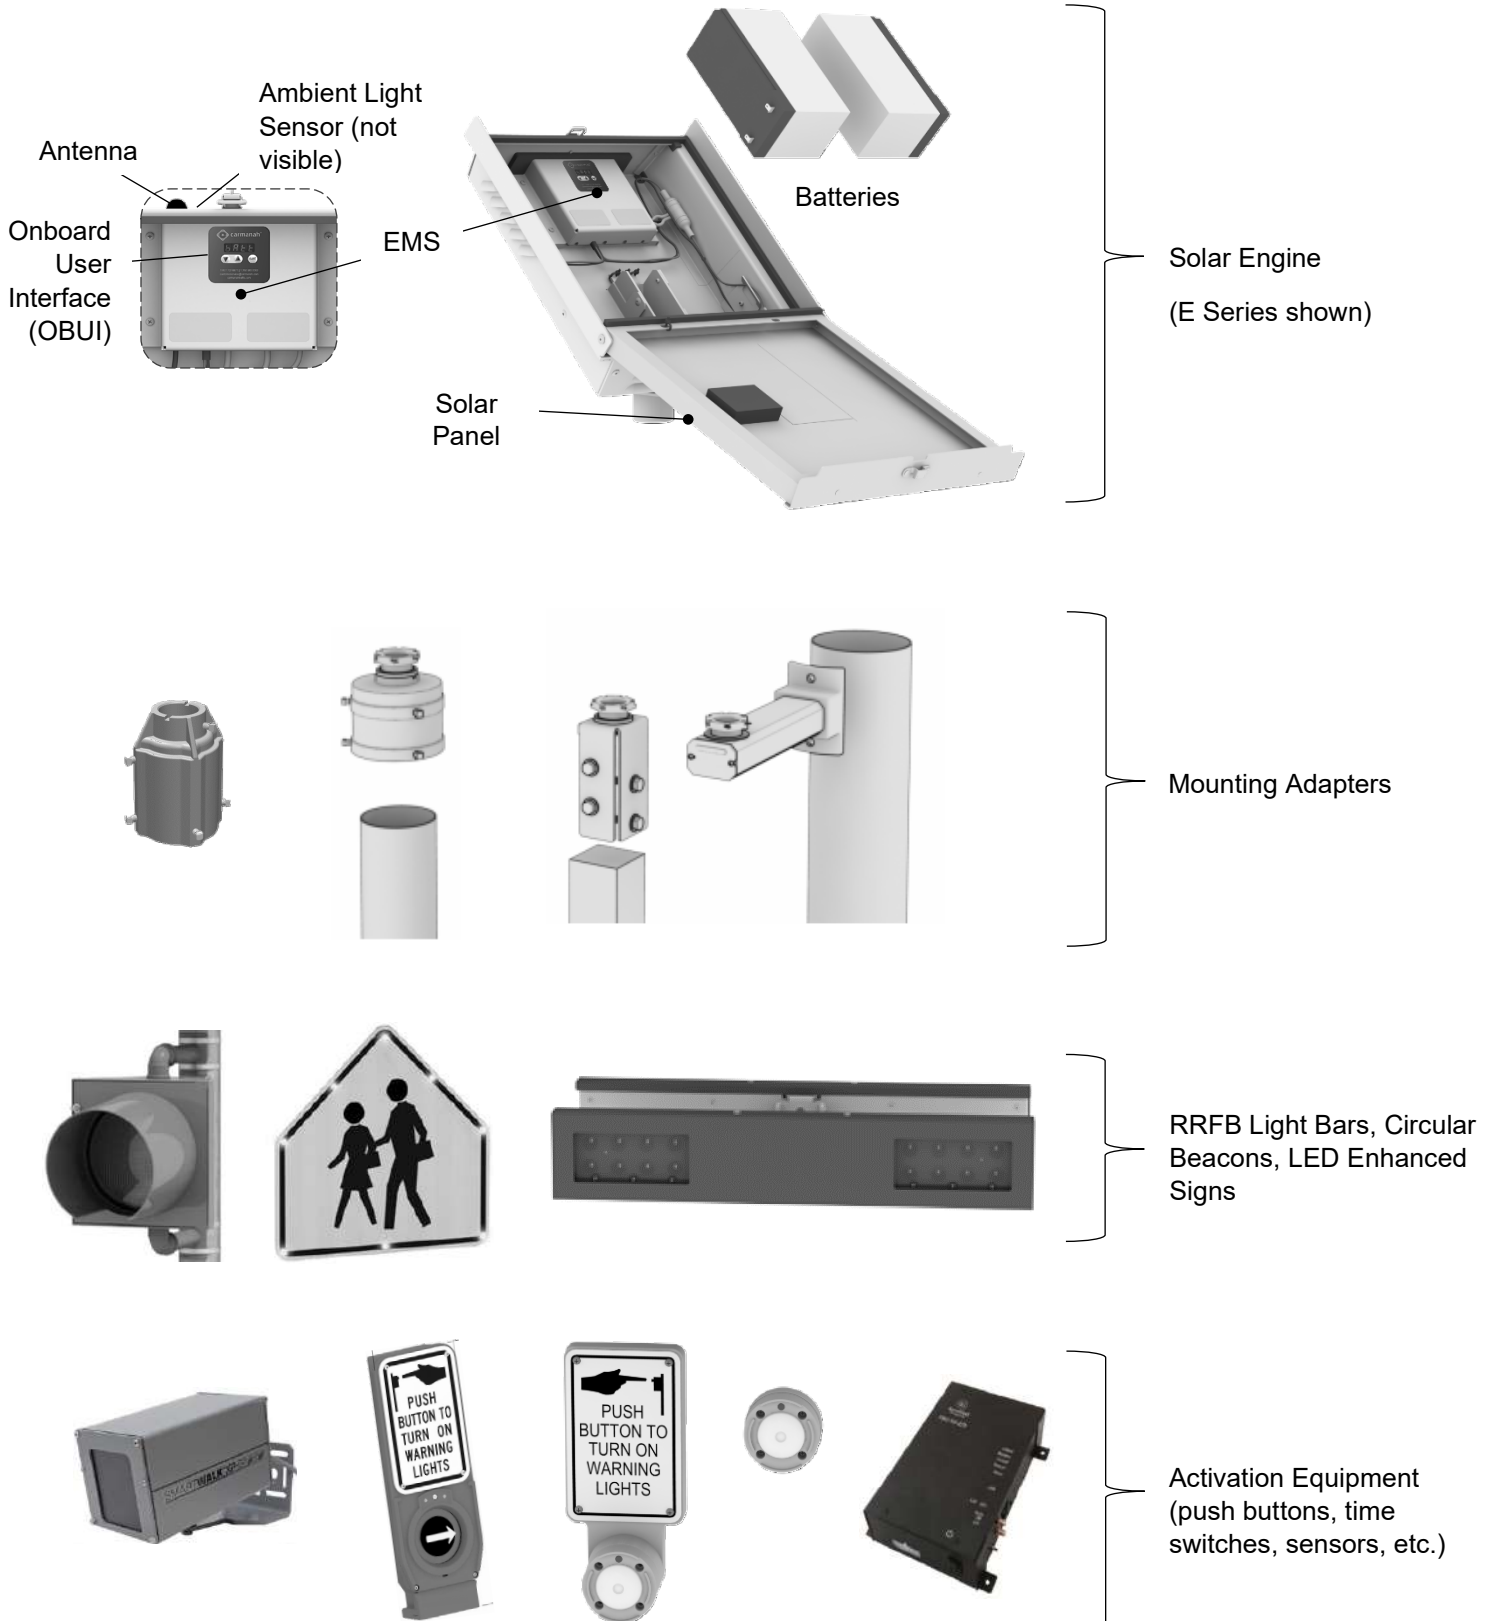 Ambient Light
Sensor (not
visible)
Antenna
Onboard
User
Interface
(OBUI)
carmanah
EMS
Batteries
Solar
Panel
Solar Engine
(E Series shown)
Mounting Adapters
RRFB Light Bars, Circular
Beacons, LED Enhanced
Signs
SMARTWALK
PUSH
BUTTON TO
TURN ON
WARNING
LIGHTS
PUSH
BUTTON TO
TURN ON
WARNING
LIGHTS
Activation Equipment
(push buttons, time
switches, sensors, etc.)